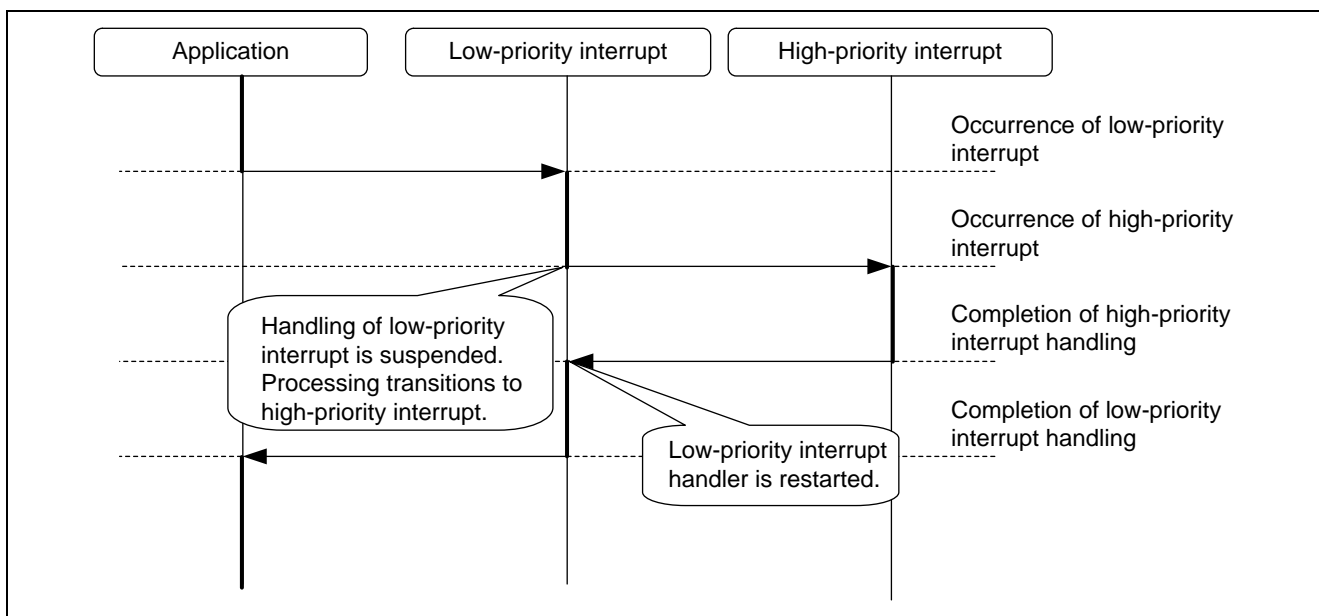 Application
Low-priority interrupt
High-priority interrupt
Occurrence of low-priority
interrupt
Occurrence of high-priority
interrupt
Handling of low-priority
interrupt is suspended.
Processing transitions to
high-priority interrupt.
Completion of high-priority
interrupt handling
Low-priority interrupt
handler is restarted.
Completion of low-priority
interrupt handling